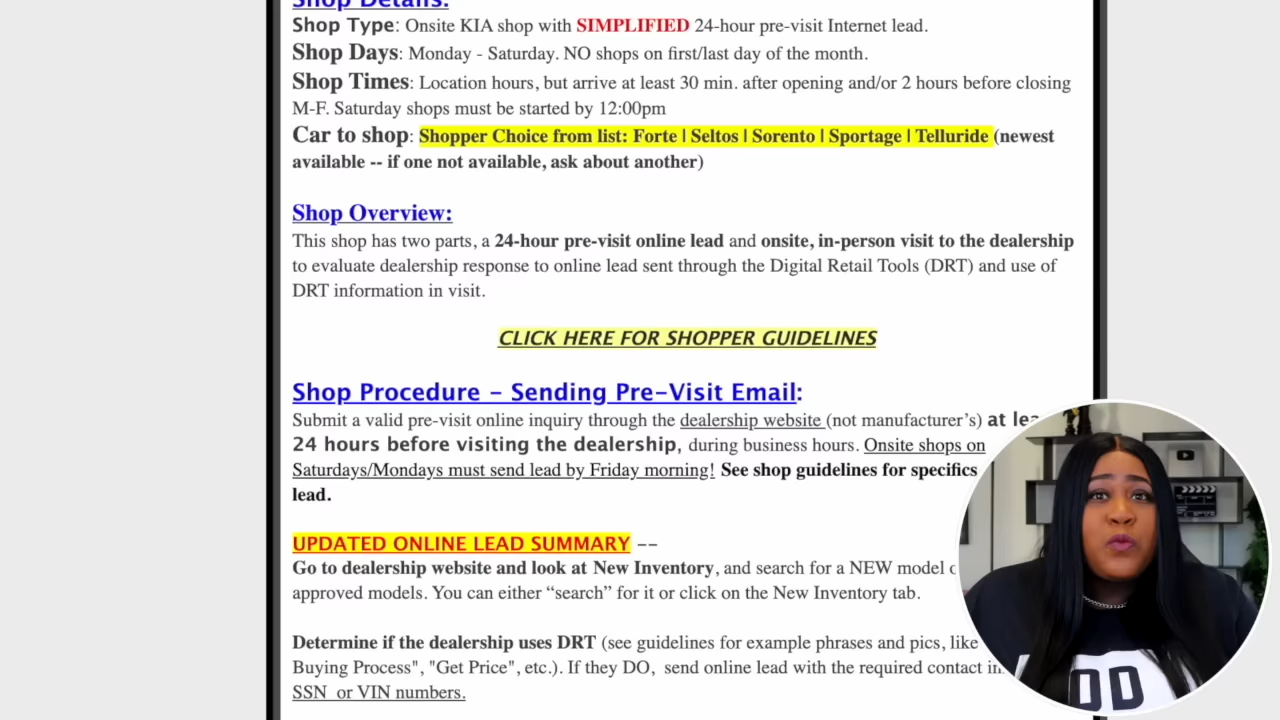 Shop Details:
Shop Type: Onsite KIA shop with SIMPLIFIED 24-hour pre-visit Internet lead.
Shop Days: Monday - Saturday. NO shops on first/last day of the month.
Shop Times: Location hours, but arrive at least 30 min. after opening and/or 2 hours before closing
M-F. Saturday shops must be started by 12:00pm
Car to shop: Shopper Choice from list: Forte | Seltos | Sorento | Sportage | Telluride (newest
available -- if one not available, ask about another)
Shop Overview:
This shop has two parts, a 24-hour pre-visit online lead and onsite, in-person visit to the dealership
to evaluate dealership response to online lead sent through the Digital Retail Tools (DRT) and use of
DRT information in visit.
CLICK HERE FOR SHOPPER GUIDELINES
Shop Procedure – Sending Pre-Visit Email:
Submit a valid pre-visit online inquiry through the dealership website (not manufacturer's) at
24 hours before visiting the dealership, during business hours. Onsite shops on
Saturdays/Mondays must send lead by Friday morning! See shop guidelines for specifics
lead.
UPDATED ONLINE LEAD SUMMARY --
Go to dealership website and look at New Inventory, and search for a NEW model
approved models. You can either “search” for it or click on the New Inventory tab.
Determine if the dealership uses DRT (see guidelines for example phrases and pics, like
Buying Process", "Get Price", etc.). If they DO, send online lead with the required contact
SSN or VIN numbers.